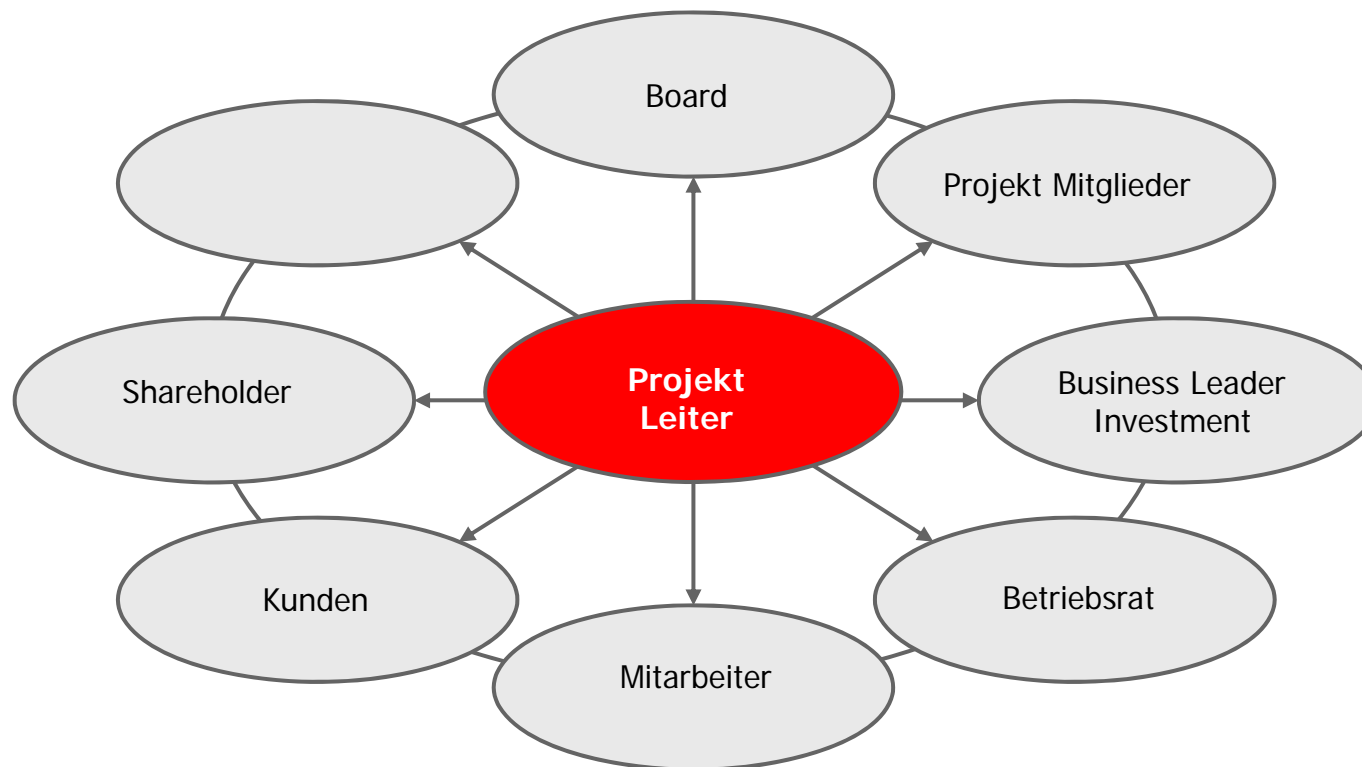 Board
Projekt Mitglieder
Shareholder
Projekt
Leiter
Business Leader
Investment
Kunden
Betriebsrat
Mitarbeiter